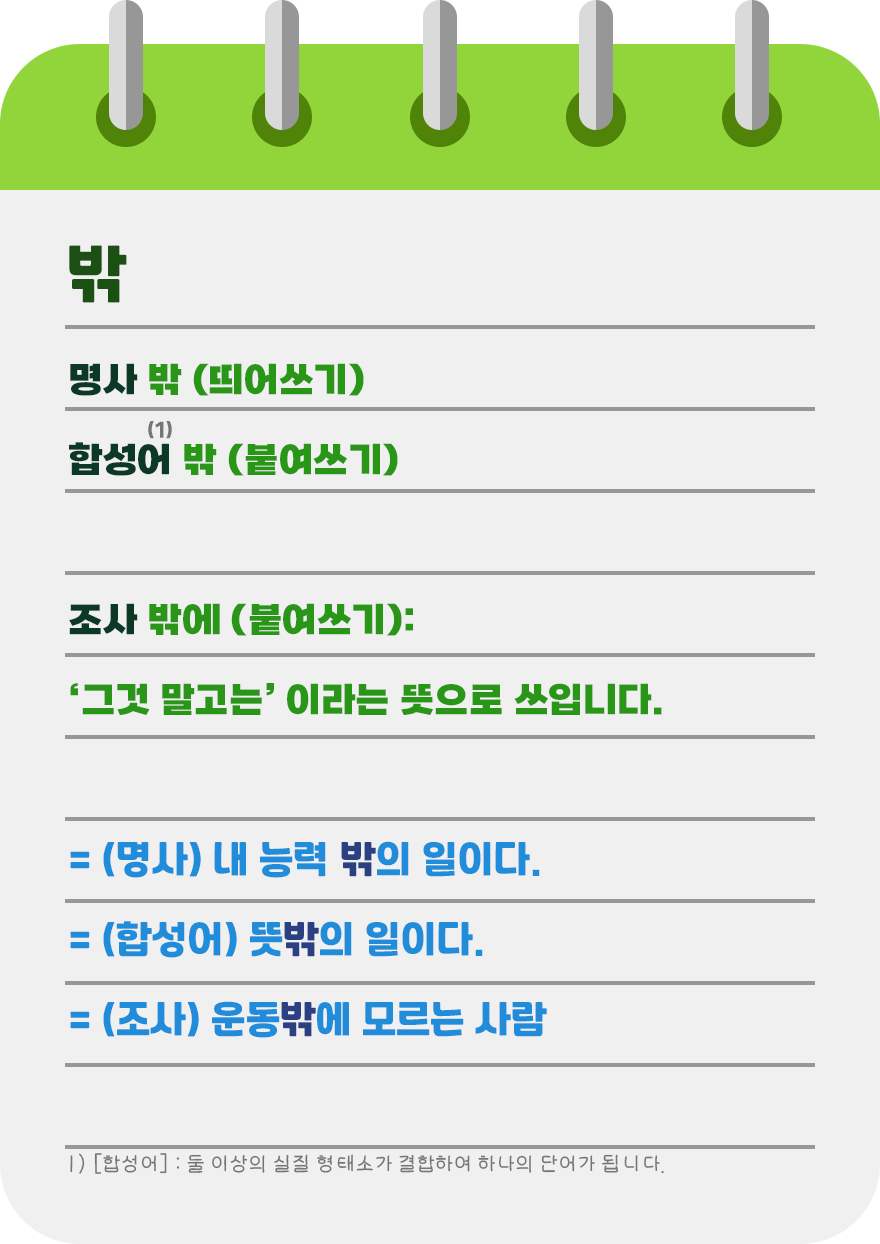 밖
명사 밖 (띄어쓰기)
(1)
합성어 밖 (붙여쓰기)
조사 밖에 (붙여쓰기):
‘그것 말고는’ 이라는 뜻으로 쓰입니다.
= (명사) 내 능력 밖의 일이다.
= (합성어) 뜻밖의 일이다.
= (조사) 운동밖에 모르는 사람
1) [합성어] : 둘 이상의 실질 형태소가 결합하여 하나의 단어가 됩니다.